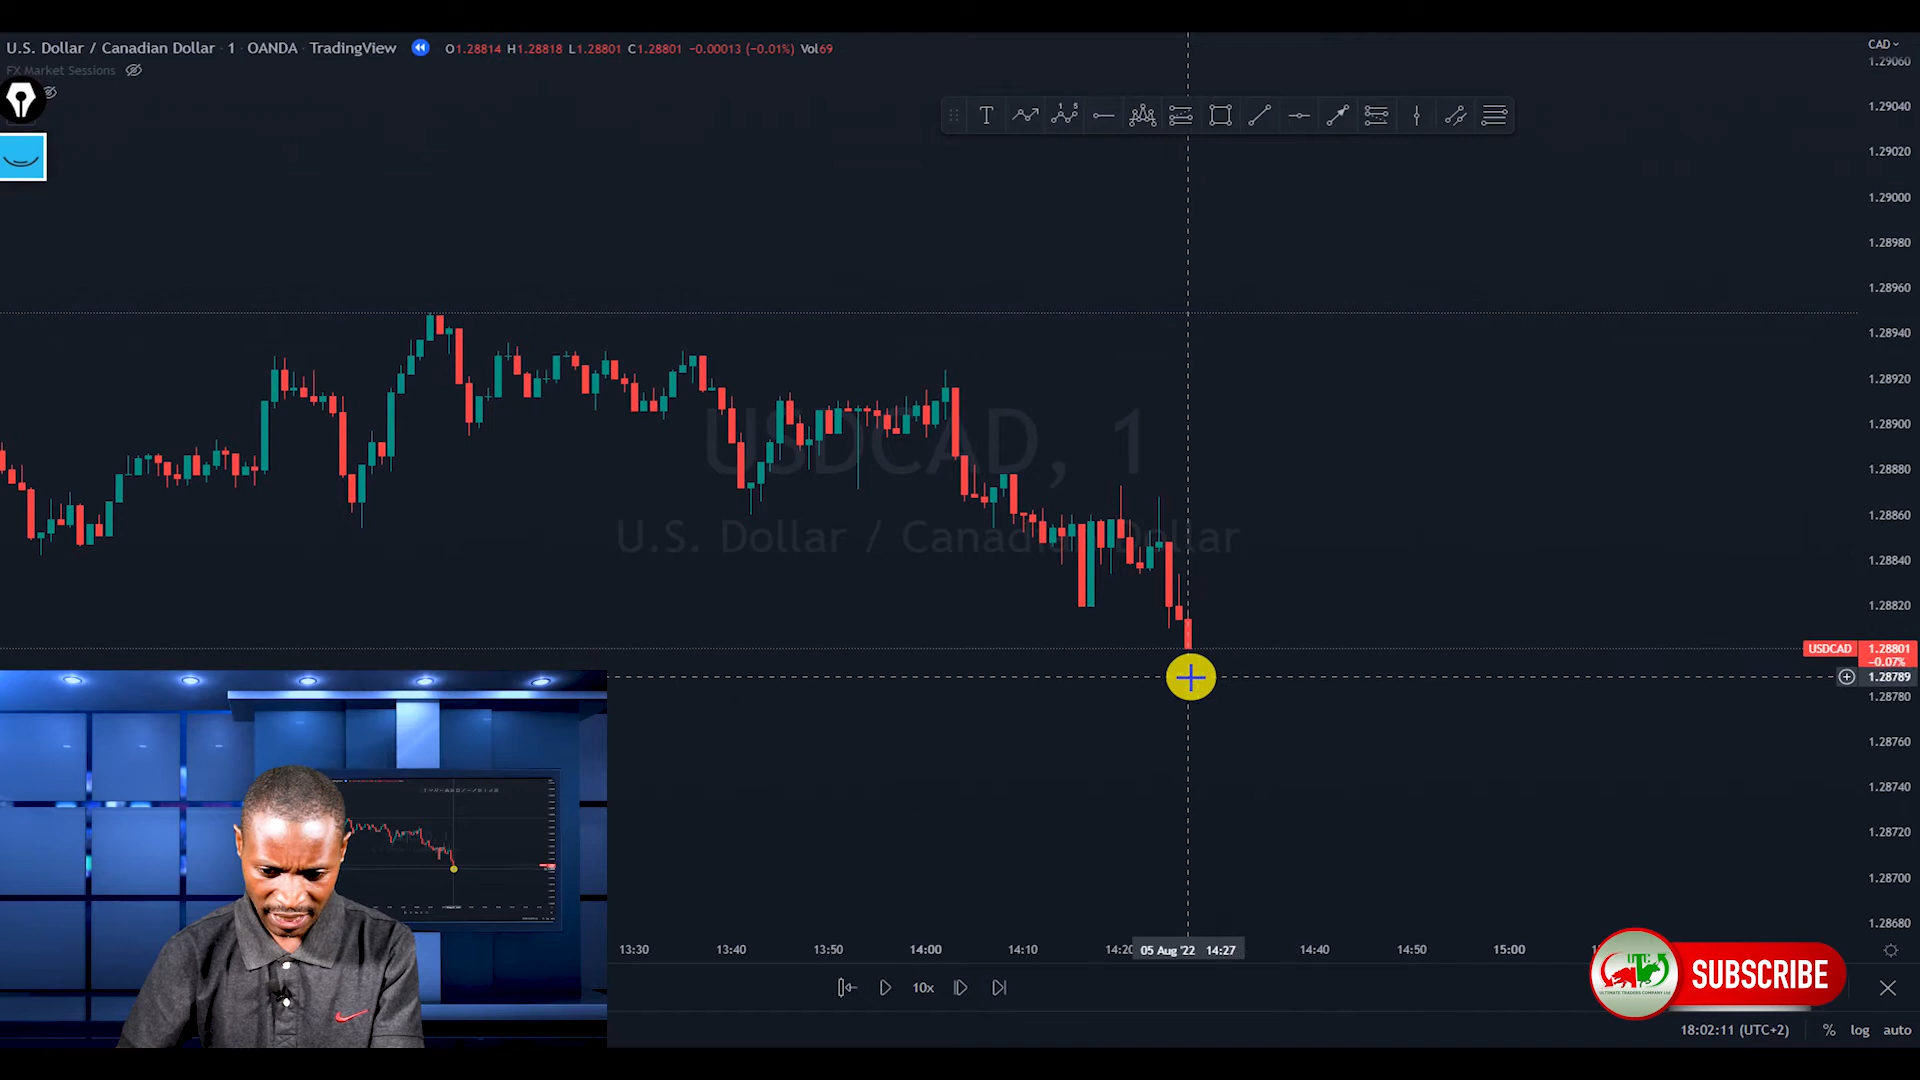 U.S. Dollar / Canadian Dollar · 1 · OANDA · TradingView O1.28814 H1.28818 L1.28801 C1.28801 −0.00013 (−0.01%) Vol69
FX Market Sessions
CAD
1.29060
1.29040
1.29020
1.29000
1.28980
1.28960
1.28940
1.28920
1.28900
1.28880
1.28860
1.28840
1.28820
USDCAD, 1
U.S. Dollar / Canadian Dollar
USDCAD 1.28801
−0.07%
1.28789
1.28780
1.28760
1.28740
1.28720
1.28700
1.28680
13:30 13:40 13:50 14:00 14:10 14:20 05 Aug '22 14:27 14:40 14:50 15:00
10x
UTC
ULTIMATE TRADERS COMPANY LTD
SUBSCRIBE
18:02:11 (UTC+2) % log auto